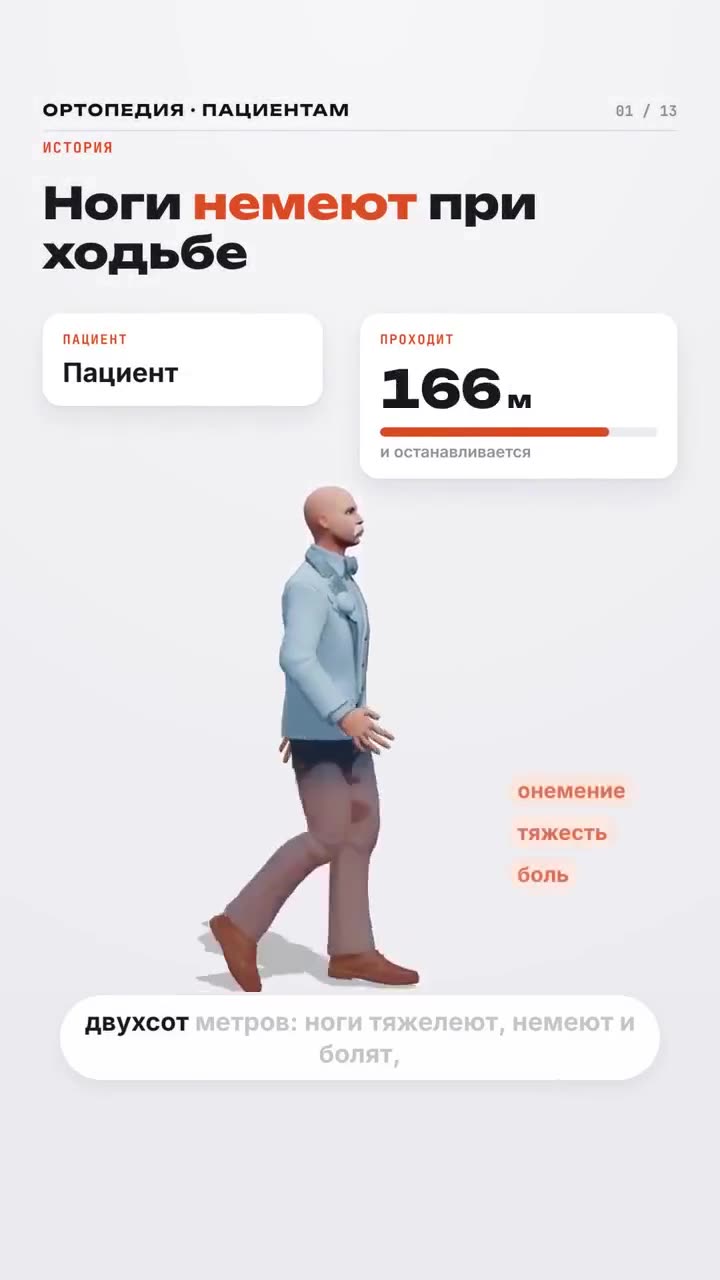 ОРТОПЕДИЯ · ПАЦИЕНТАМ
01 / 13
ИСТОРИЯ
Ноги немеют при
ходьбе
ПАЦИЕНТ
Пациент
ПРОХОДИТ
166 м
и останавливается
онемение
тяжесть
боль
двухсот метров: ноги тяжелеют, немеют и
болят,